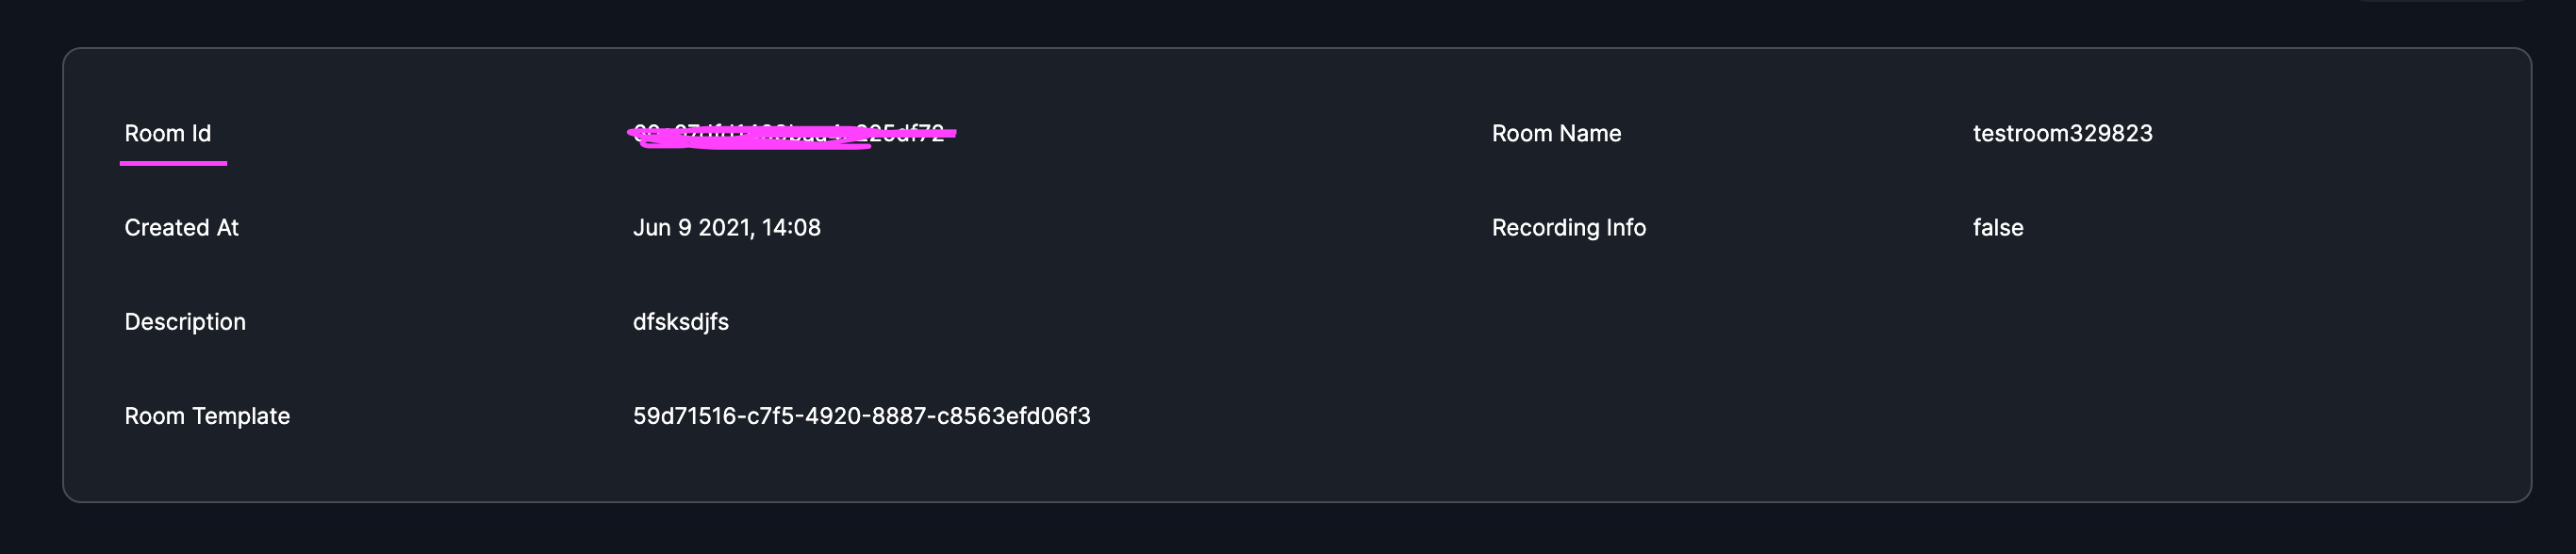 Room Id Room Name testroom329823
Created At Jun 9 2021, 14:08 Recording Info false
Description dfsksdjfs
Room Template 59d71516-c7f5-4920-8887-c8563efd06f3